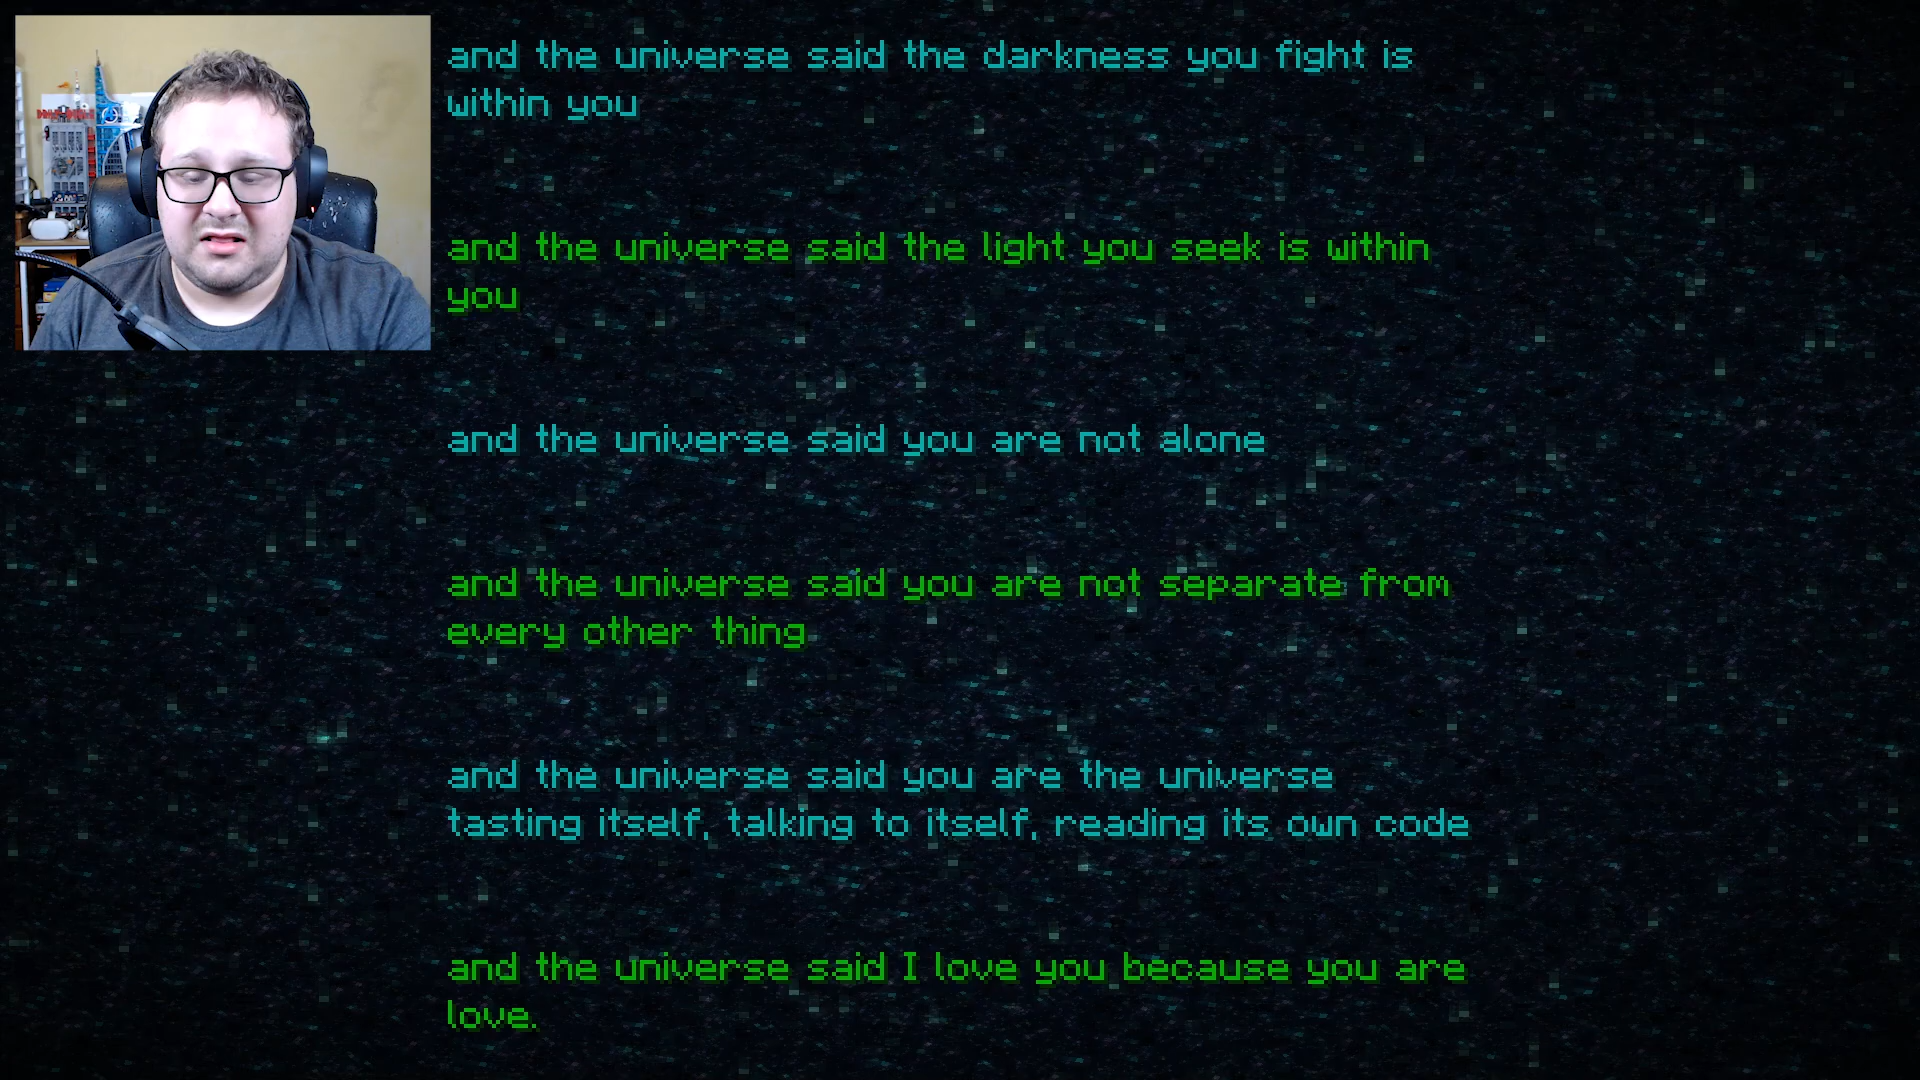 and the universe said the darkness you fight is
within you
and the universe said the light you seek is within
you
and the universe said you are not alone
and the universe said you are not separate from
every other thing
and the universe said you are the universe
tasting itself, talking to itself, reading its own code
and the universe said I love you because you are
love.